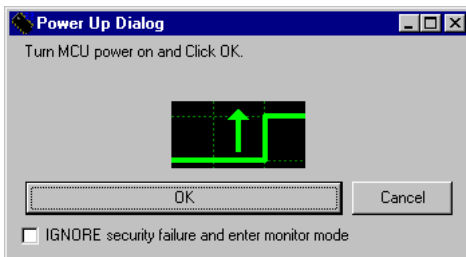 Power Up Dialog
Turn MCU power on and Click OK.
OK
Cancel
IGNORE security failure and enter monitor mode